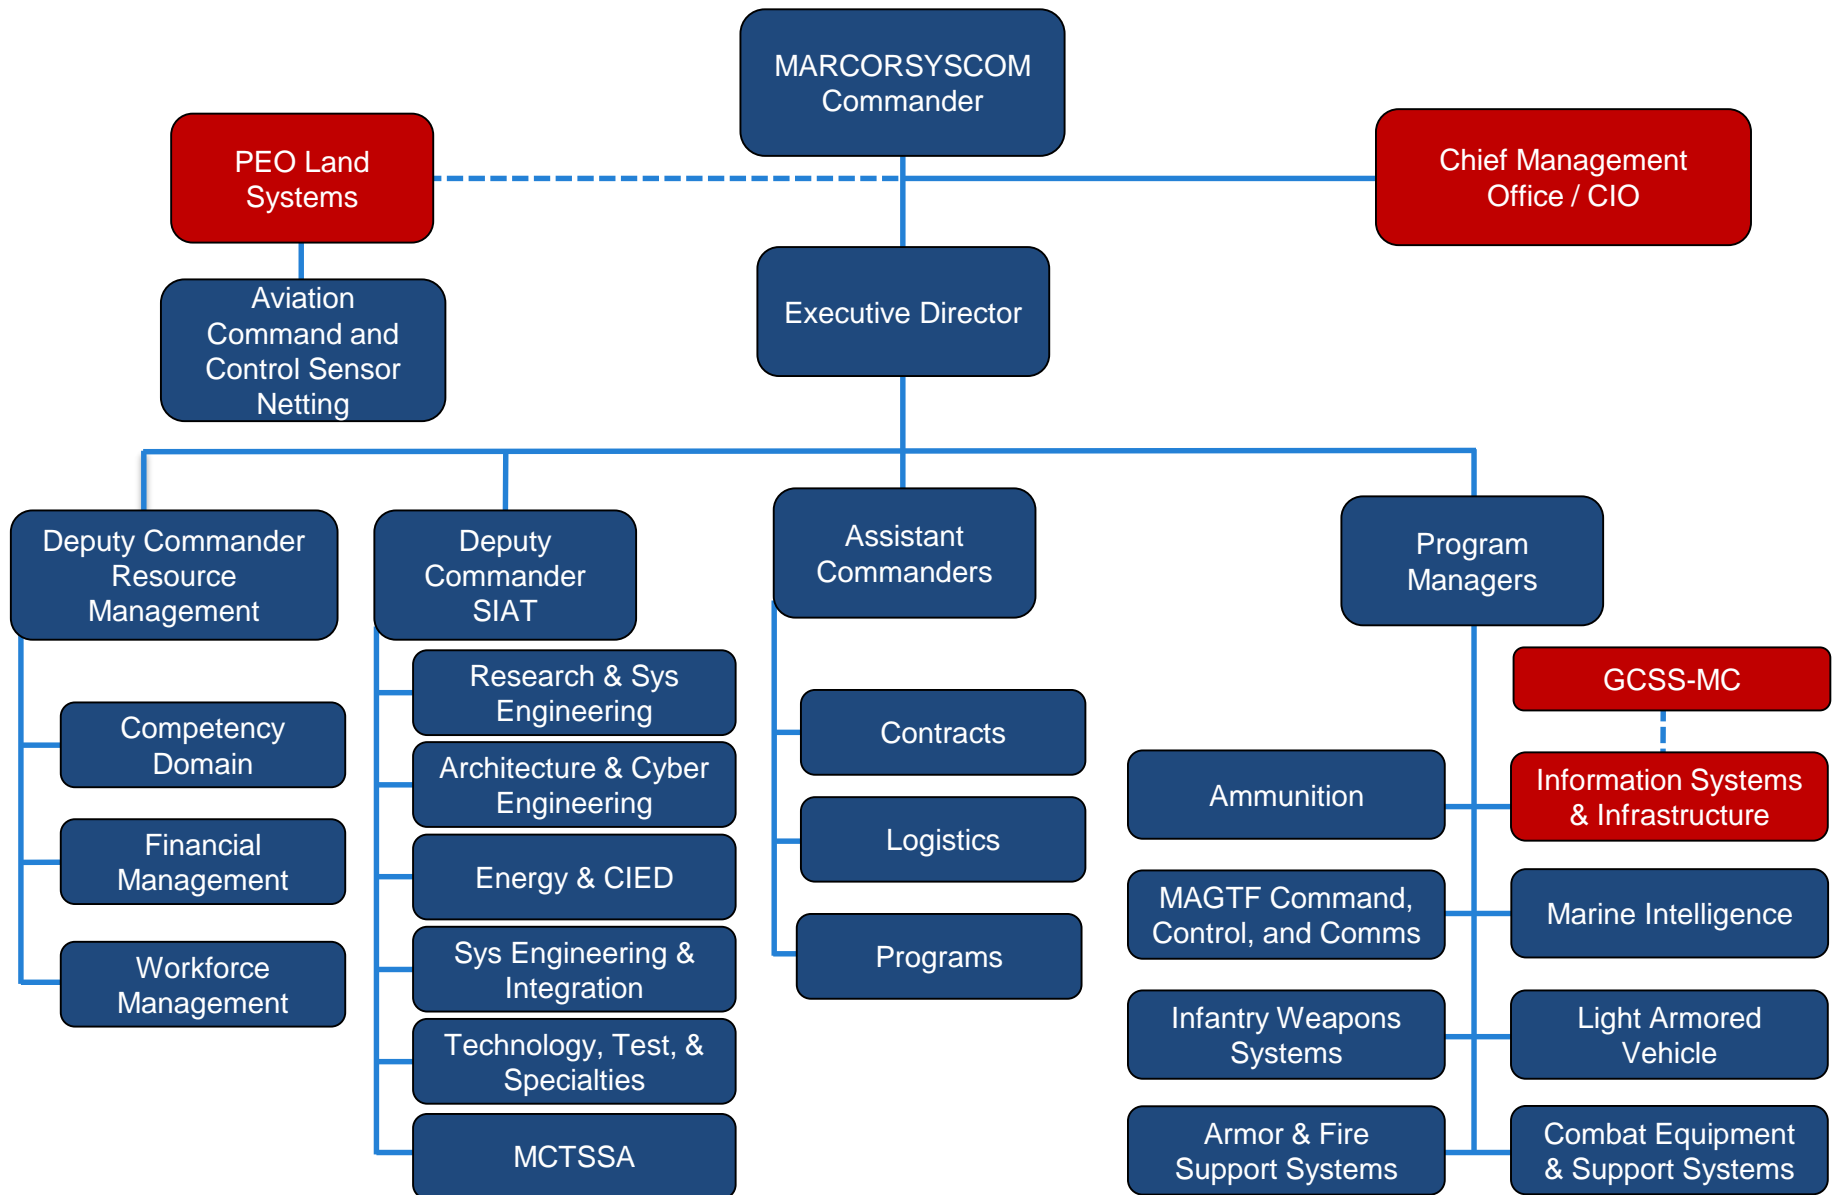 MARCORSYSCOM
Commander
PEO Land
Systems
Chief Management
Office / CIO
Executive Director
Aviation
Command and
Control Sensor
Netting
Deputy Commander
Resource
Management
Deputy
Commander
SIAT
Assistant
Commanders
Program
Managers
Competency
Domain
Financial
Management
Workforce
Management
Research & Sys
Engineering
Architecture & Cyber
Engineering
Energy & CIED
Sys Engineering &
Integration
Technology, Test, &
Specialties
MCTSSA
Contracts
Logistics
Programs
GCSS-MC
Ammunition
Information Systems
& Infrastructure
MAGTF Command,
Control, and Comms
Marine Intelligence
Infantry Weapons
Systems
Light Armored
Vehicle
Armor & Fire
Support Systems
Combat Equipment
& Support Systems